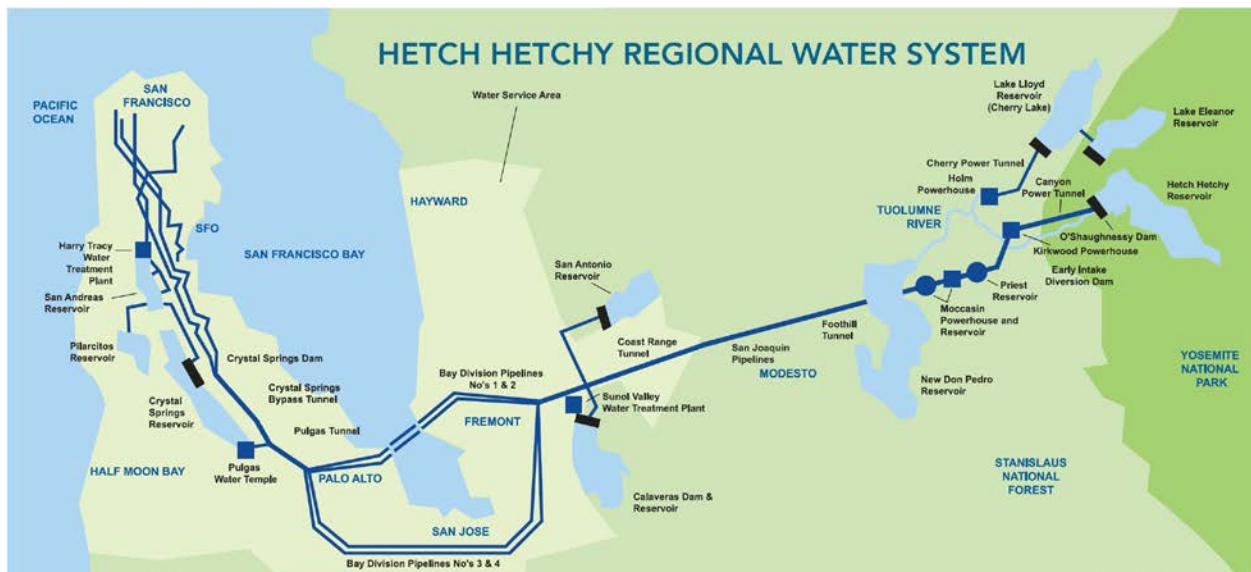 HETCH HETCHY REGIONAL WATER SYSTEM
PACIFIC
OCEAN
SAN
FRANCISCO
Water Service Area
Lake Lloyd
Reservoir
(Cherry Lake)
Lake Eleanor
Reservoir
Cherry Power Tunnel
Holm
Powerhouse
Canyon
Power Tunnel
Hetch Hetchy
Reservoir
HAYWARD
TUOLUMNE
RIVER
SFO
O'Shaughnessy Dam
Kirkwood Powerhouse
Harry Tracy
Water
Treatment
Plant
SAN FRANCISCO BAY
San Antonio
Reservoir
Early Intake
Diversion Dam
Priest
Reservoir
San Andreas
Reservoir
Moccasin
Powerhouse and
Reservoir
Foothill
Tunnel
Pilarcitos
Reservoir
Coast Range
Tunnel
San Joaquin
Pipelines
Crystal Springs Dam
Bay Division Pipelines
No's 1 & 2
MODESTO
YOSEMITE
NATIONAL
PARK
Crystal Springs
Bypass Tunnel
New Don Pedro
Reservoir
Crystal
Springs
Reservoir
Sunol Valley
Water Treatment Plant
FREMONT
Pulgas Tunnel
HALF MOON BAY
Pulgas
Water Temple
PALO ALTO
STANISLAUS
NATIONAL
FOREST
Calaveras Dam &
Reservoir
SAN JOSE
Bay Division Pipelines No's 3 & 4